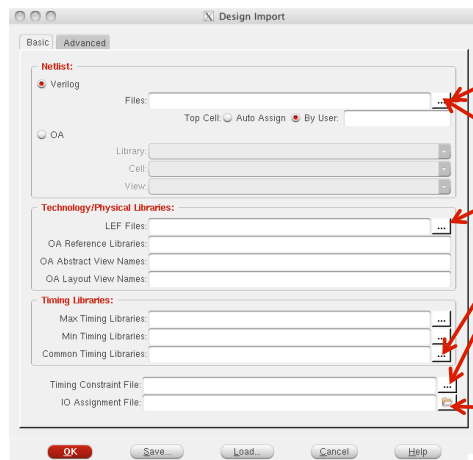 Design Import
Basic Advanced
Netlist:
Verilog
Files: ...
Top Cell: Auto Assign By User:
OA
Library:
Cell:
View:
Technology/Physical Libraries:
LEF Files: ...
OA Reference Libraries:
OA Abstract View Names:
OA Layout View Names:
Timing Libraries:
Max Timing Libraries: ...
Min Timing Libraries: ...
Common Timing Libraries: ...
Timing Constraint File: ...
IO Assignment File:
OK Save... Load... Cancel Help